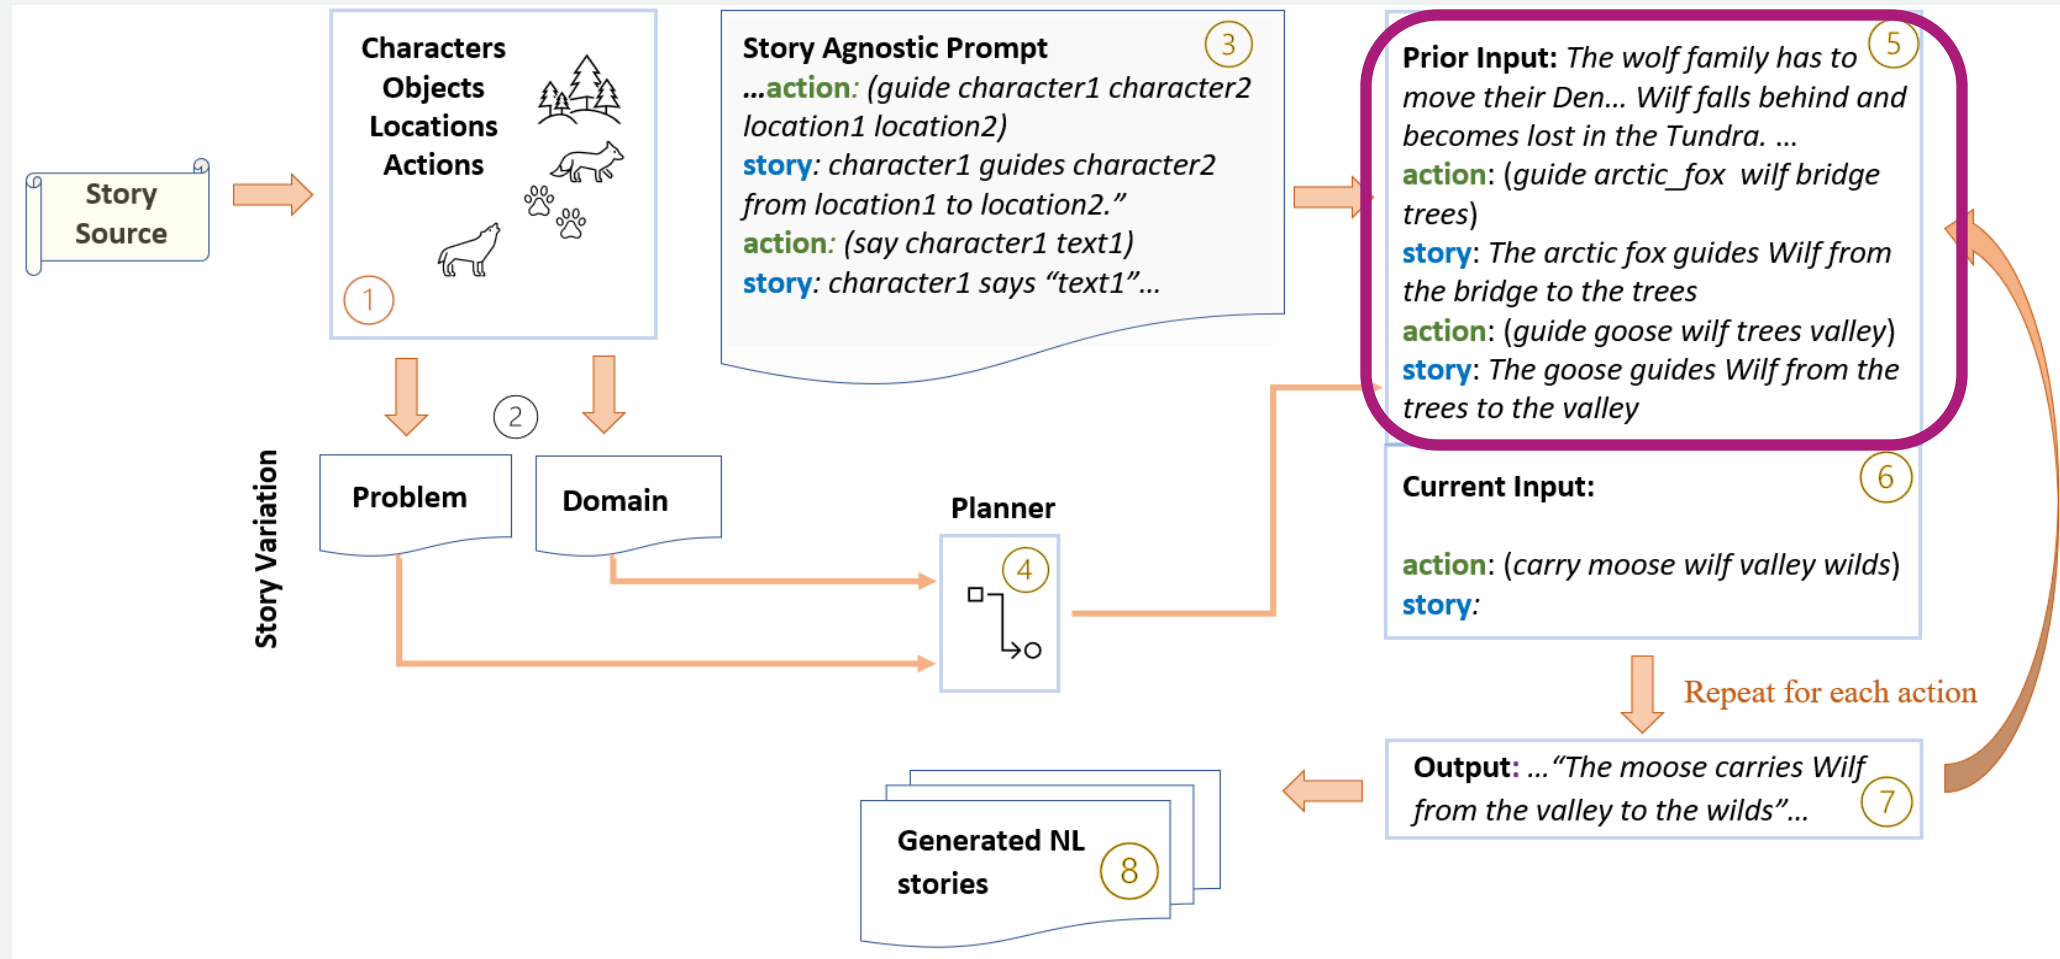 Story
Source
Characters
Objects
Locations
Actions
1
2
Story Variation
Problem
Domain
Story Agnostic Prompt
3
...action: (guide character1 character2
location1 location2)
story: character1 guides character2
from location1 to location2.”
action: (say character1 text1)
story: character1 says “text1”...
Planner
4
Prior Input: The wolf family has to
5
move their Den... Wilf falls behind and
becomes lost in the Tundra. ...
action: (guide arctic_fox wilf bridge
trees)
story: The arctic fox guides Wilf from
the bridge to the trees
action: (guide goose wilf trees valley)
story: The goose guides Wilf from the
trees to the valley
6
Current Input:
action: (carry moose wilf valley wilds)
story:
Repeat for each action
Output: ...“The moose carries Wilf
from the valley to the wilds”...
7
Generated NL
stories
8